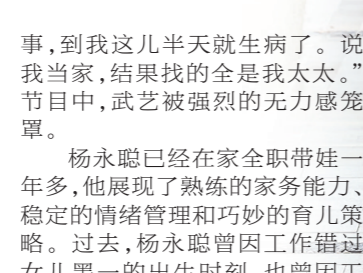 事，到我这儿半天就生病了。说
我当家，结果找的全是我太太。”
节目中，武艺被强烈的无力感笼
罩。
杨永聪已经在家全职带娃一
年多，他展现了熟练的家务能力、
稳定的情绪管理和巧妙的育儿策
略。过去，杨永聪曾因工作错过
女儿墨一的出生时刻，也曾因工